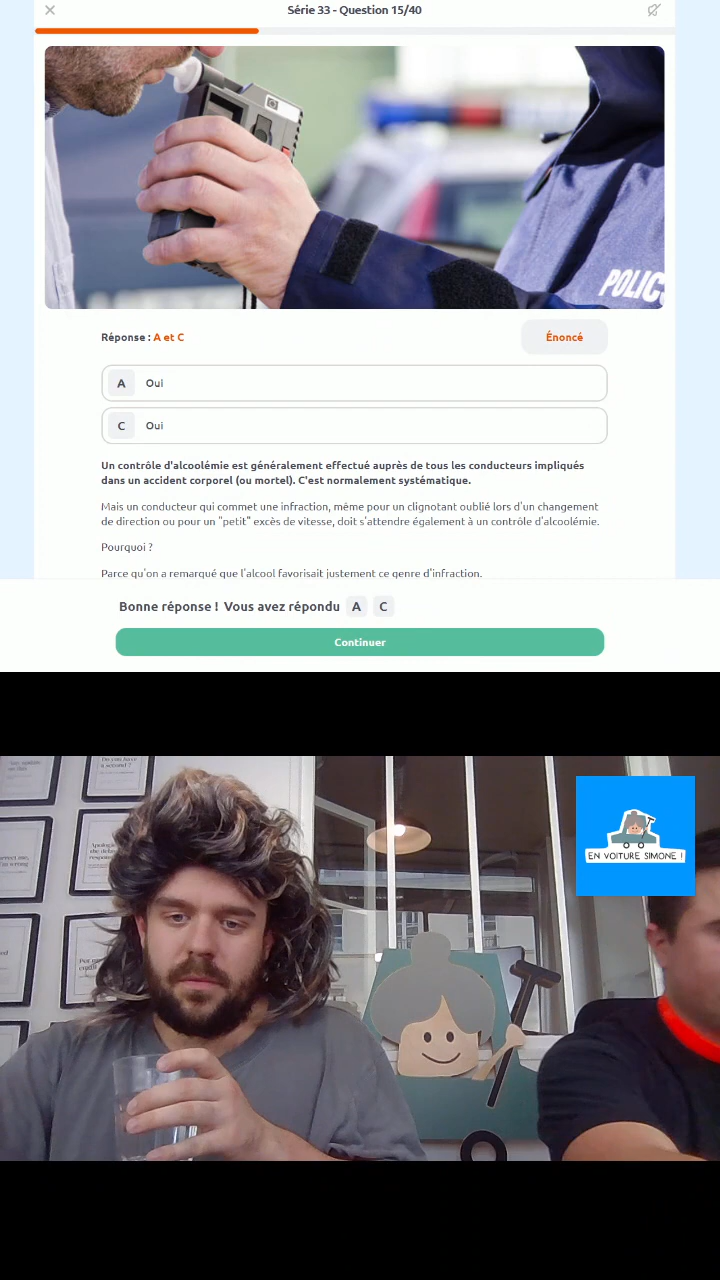 Série 33 - Question 15/40
POLIC
Réponse : A et C
Énoncé
A Oui
C Oui
Un contrôle d'alcoolémie est généralement effectué auprès de tous les conducteurs impliqués
dans un accident corporel (ou mortel). C'est normalement systématique.
Mais un conducteur qui commet une infraction, même pour un clignotant oublié lors d'un changement
de direction ou pour un "petit" excès de vitesse, doit s'attendre également à un contrôle d'alcoolémie.
Pourquoi ?
Parce qu'on a remarqué que l'alcool favorisait justement ce genre d'infraction.
Bonne réponse ! Vous avez répondu A C
Continuer
Do you have
a second ?
EN VOITURE SIMONE !